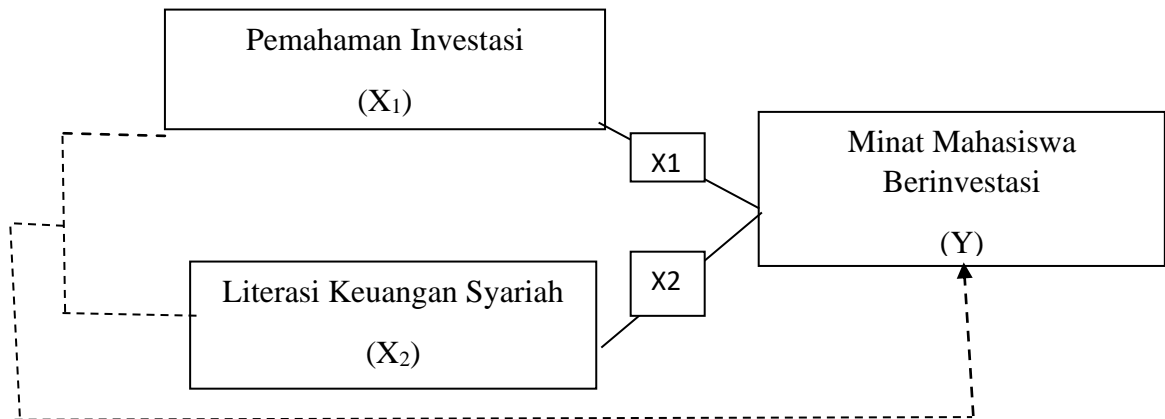 Pemahaman Investasi
(X₁)
X1
Minat Mahasiswa
Berinvestasi
(Y)
Literasi Keuangan Syariah
(X₂)
X2